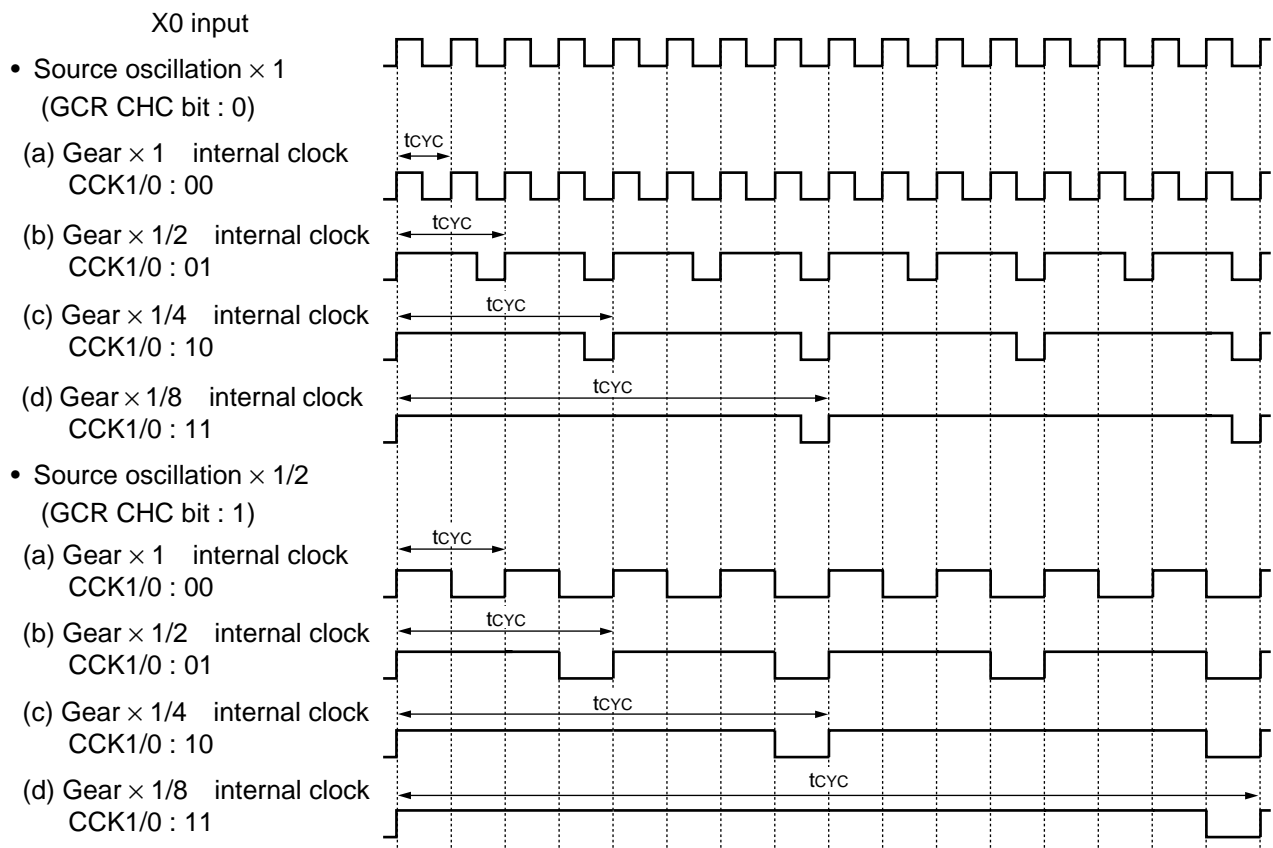 X0 input
• Source oscillation × 1
(GCR CHC bit : 0)
tCYC
(a) Gear × 1 internal clock
CCK1/0 : 00
tCYC
(b) Gear × 1/2 internal clock
CCK1/0 : 01
tCYC
(c) Gear × 1/4 internal clock
CCK1/0 : 10
tCYC
(d) Gear × 1/8 internal clock
CCK1/0 : 11
• Source oscillation × 1/2
(GCR CHC bit : 1)
tCYC
(a) Gear × 1 internal clock
CCK1/0 : 00
tCYC
(b) Gear × 1/2 internal clock
CCK1/0 : 01
tCYC
(c) Gear × 1/4 internal clock
CCK1/0 : 10
tCYC
(d) Gear × 1/8 internal clock
CCK1/0 : 11